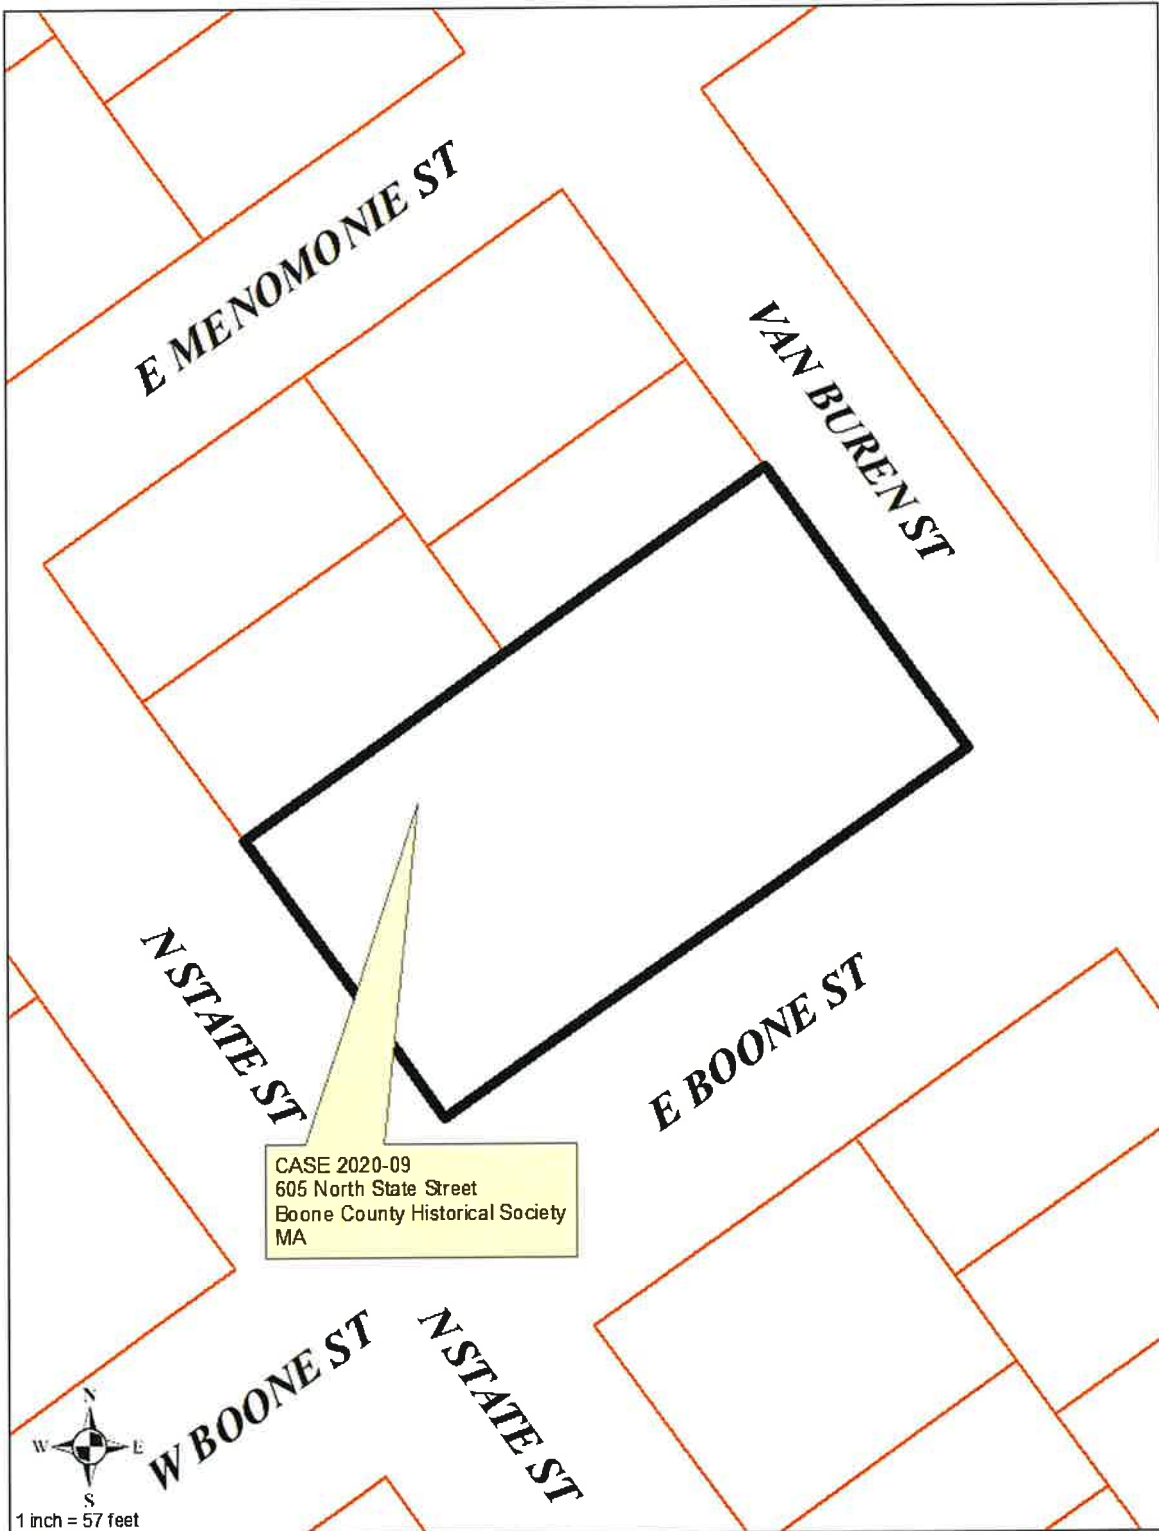 E MENOMONIE ST
VAN BUREN ST
N STATE ST
E BOONE ST
CASE 2020-09
605 North State Street
Boone County Historical Society
MA
W BOONE ST
N STATE ST
N
W E
S
1 inch = 57 feet